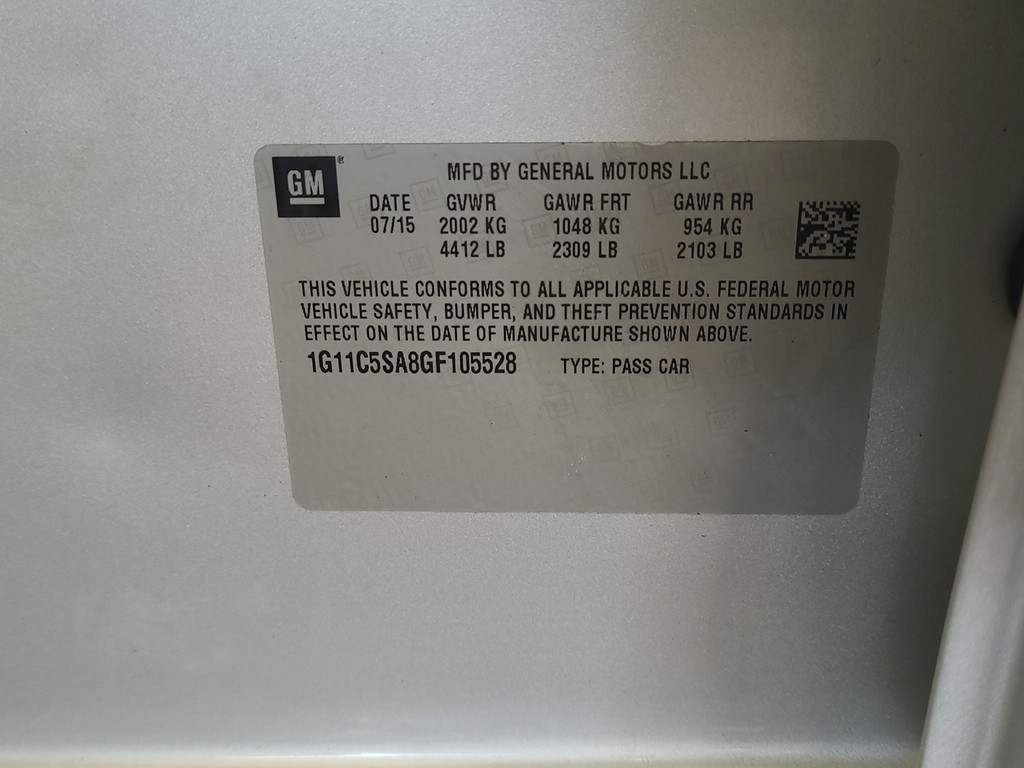 GM®
MFD BY GENERAL MOTORS LLC
DATE GVWR GAWR FRT GAWR RR
07/15 2002 KG 1048 KG 954 KG
4412 LB 2309 LB 2103 LB
THIS VEHICLE CONFORMS TO ALL APPLICABLE U.S. FEDERAL MOTOR
VEHICLE SAFETY, BUMPER, AND THEFT PREVENTION STANDARDS IN
EFFECT ON THE DATE OF MANUFACTURE SHOWN ABOVE.
1G11C5SA8GF105528 TYPE: PASS CAR